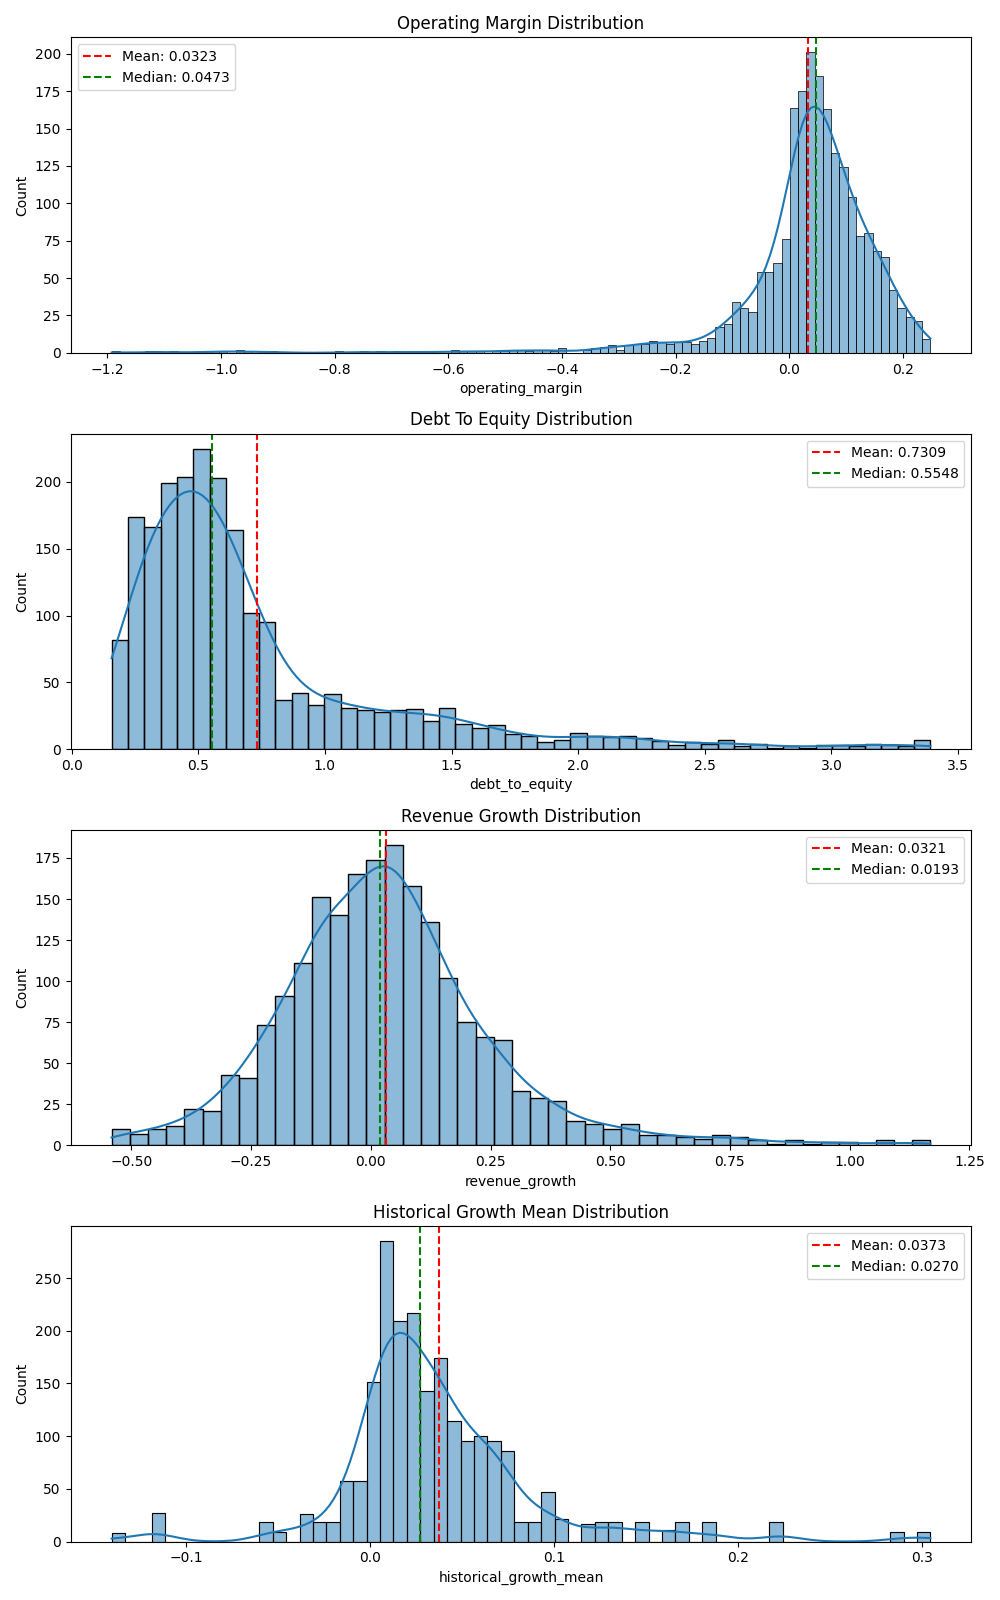 Operating Margin Distribution
Mean: 0.0323
Median: 0.0473
200
175
150
125
100
75
50
25
0
Count
−1.2 −1.0 −0.8 −0.6 −0.4 −0.2 0.0 0.2
operating_margin
Debt To Equity Distribution
Mean: 0.7309
Median: 0.5548
200
150
100
50
0
Count
0.0 0.5 1.0 1.5 2.0 2.5 3.0 3.5
debt_to_equity
Revenue Growth Distribution
Mean: 0.0321
Median: 0.0193
175
150
125
100
75
50
25
0
Count
−0.50 −0.25 0.00 0.25 0.50 0.75 1.00 1.25
revenue_growth
Historical Growth Mean Distribution
Mean: 0.0373
Median: 0.0270
250
200
150
100
50
0
Count
−0.1 0.0 0.1 0.2 0.3
historical_growth_mean